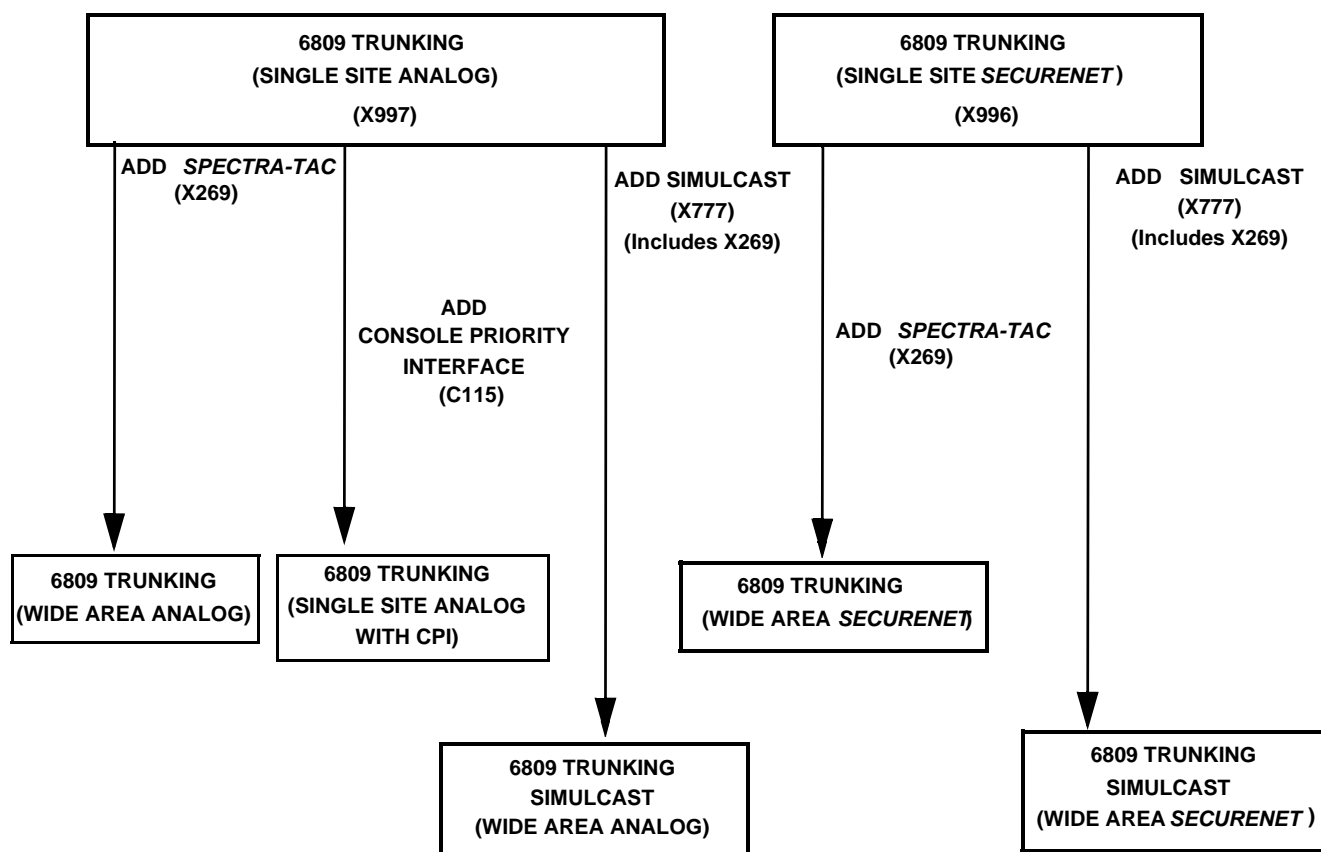 6809 TRUNKING
(SINGLE SITE ANALOG)
(X997)
6809 TRUNKING
(SINGLE SITE SECURENET )
(X996)
ADD SPECTRA-TAC
(X269)
ADD SIMULCAST
(X777)
(Includes X269)
ADD SIMULCAST
(X777)
(Includes X269)
ADD
CONSOLE PRIORITY
INTERFACE
(C115)
ADD SPECTRA-TAC
(X269)
6809 TRUNKING
(WIDE AREA ANALOG)
6809 TRUNKING
(SINGLE SITE ANALOG
WITH CPI)
6809 TRUNKING
(WIDE AREA SECURENET)
6809 TRUNKING
SIMULCAST
(WIDE AREA ANALOG)
6809 TRUNKING
SIMULCAST
(WIDE AREA SECURENET )